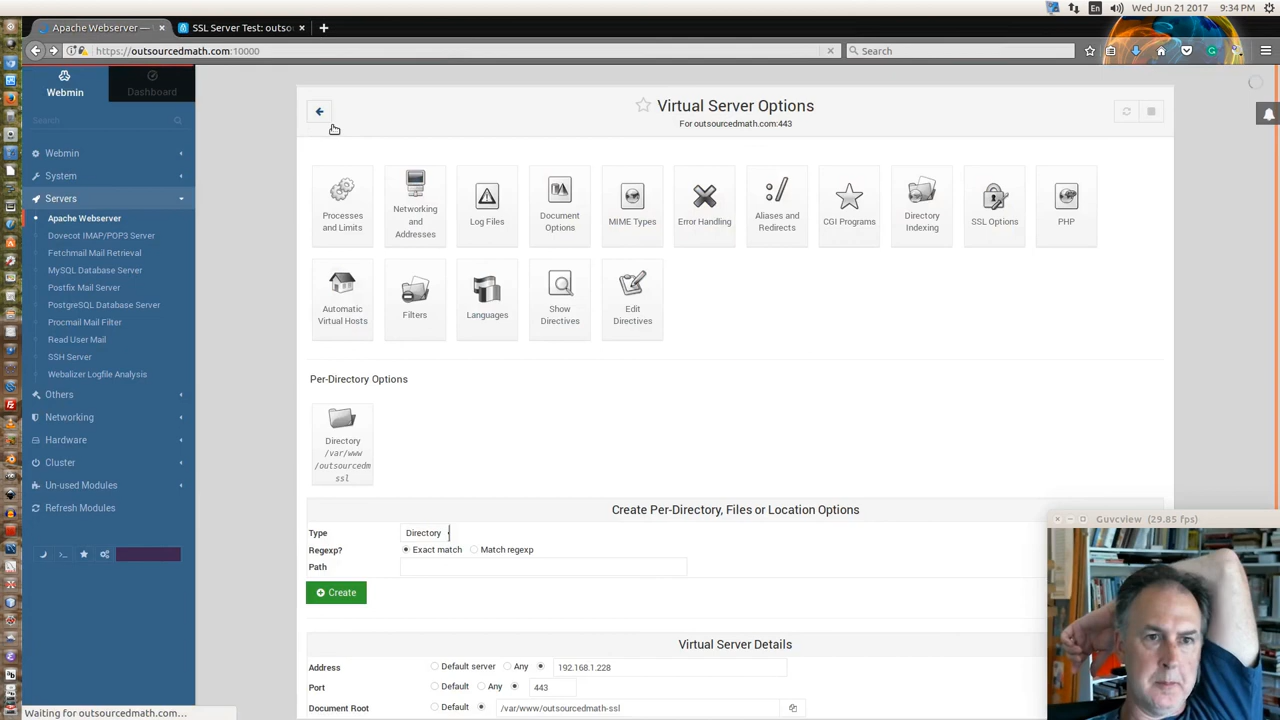 En
Wed Jun 21 2017
9:34 PM
Apache Webserver —
SSL Server Test: outso
https://outsourcedmath.com:10000
Search
Webmin
Dashboard
Search
Webmin
System
Servers
Apache Webserver
Dovecot IMAP/POP3 Server
Fetchmail Mail Retrieval
MySQL Database Server
Postfix Mail Server
PostgreSQL Database Server
Procmail Mail Filter
Read User Mail
SSH Server
Webalizer Logfile Analysis
Others
Networking
Hardware
Cluster
Un-used Modules
Refresh Modules
Virtual Server Options
For outsourcedmath.com:443
Processes and Limits
Networking and Addresses
Log Files
Document Options
MIME Types
Error Handling
Aliases and Redirects
CGI Programs
Directory Indexing
SSL Options
PHP
Automatic Virtual Hosts
Filters
Languages
Show Directives
Edit Directives
Per-Directory Options
Directory
/var/www
/outsourcedm
ssl
Create Per-Directory, Files or Location Options
Type
Directory
Regexp?
Exact match
Match regexp
Path
Create
Virtual Server Details
Address
Default server
Any
192.168.1.228
Port
Default
Any
443
Document Root
Default
/var/www/outsourcedmath-ssl
Guvcview (29.85 fps)
Waiting for outsourcedmath.com...